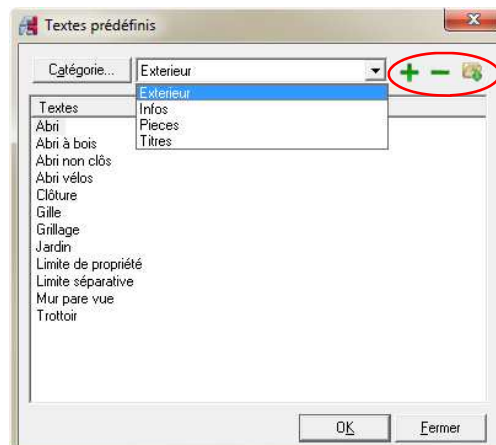 Textes prédéfinis
Catégorie... Exterieur
Exterieur
Infos
Pieces
Titres
Textes
Abri
Abri à bois
Abri non clôs
Abri vélos
Clôture
Gille
Grillage
Jardin
Limite de propriété
Limite séparative
Mur pare vue
Trottoir
OK Fermer